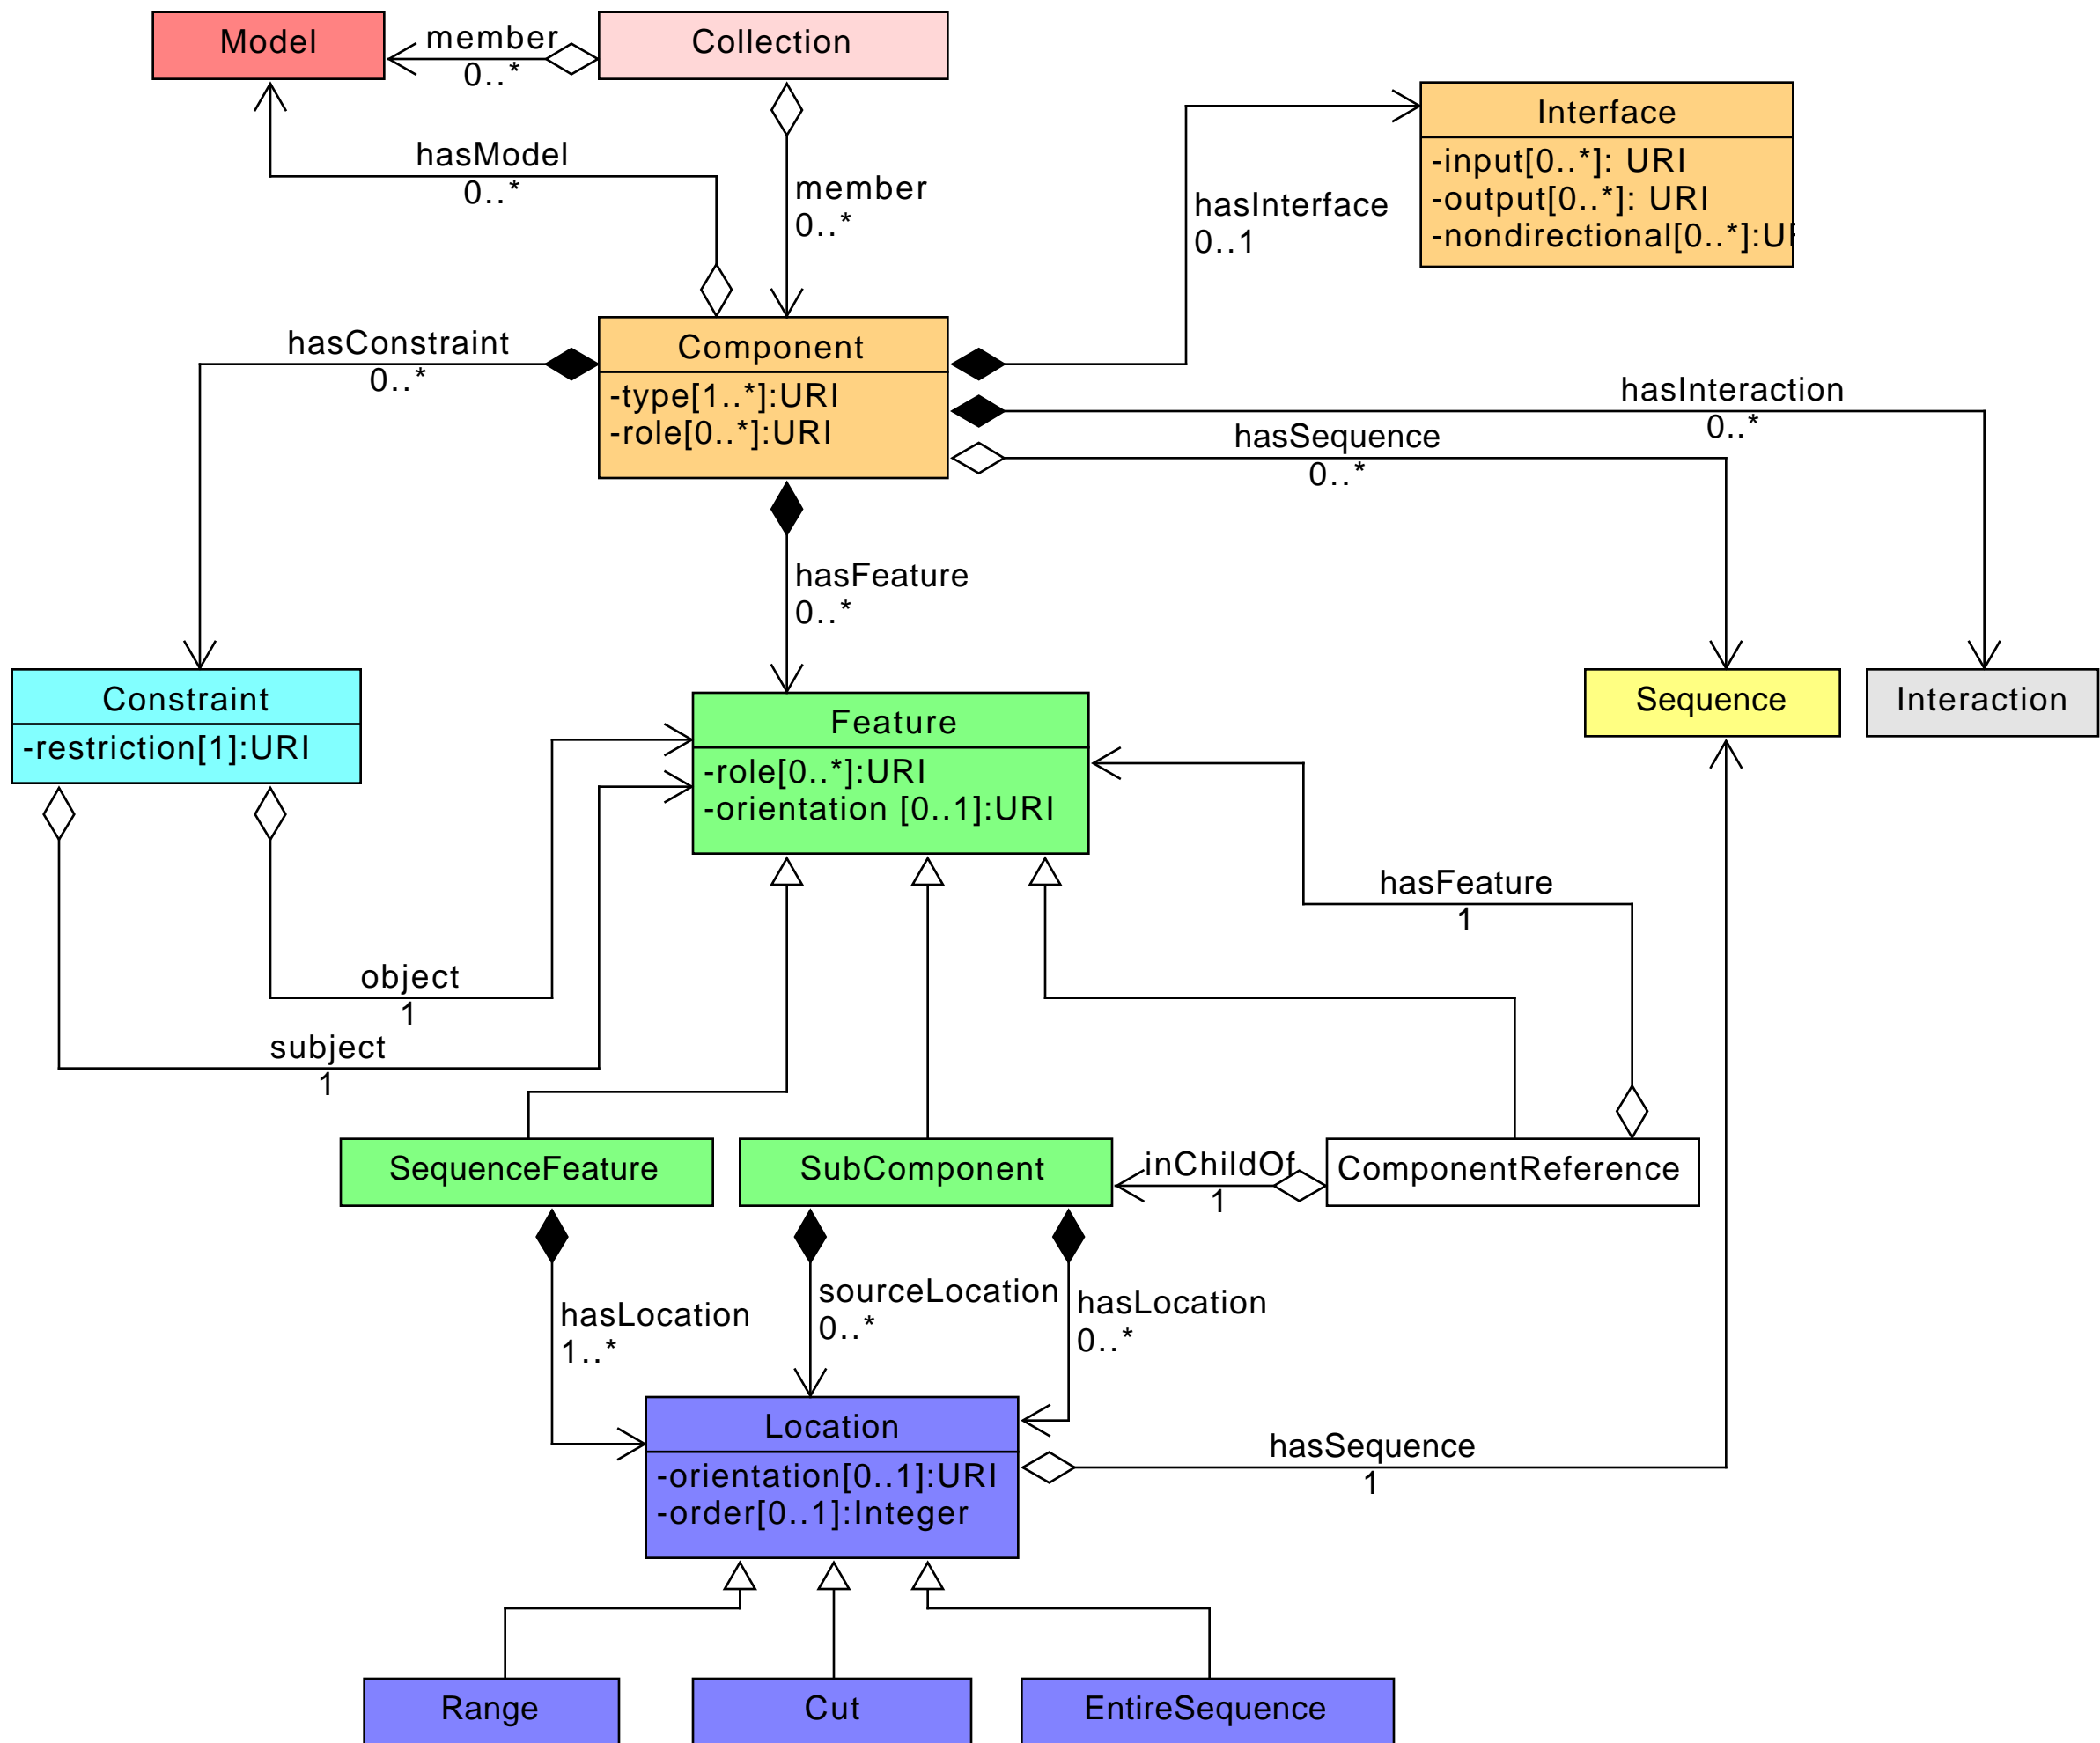 Model
member
0..*
Collection
Interface
-input[0..*]: URI
-output[0..*]: URI
-nondirectional[0..*]:U
hasModel
0..*
member
0..*
hasInterface
0..1
hasConstraint
0..*
Component
-type[1..*]:URI
-role[0..*]:URI
hasInteraction
0..*
hasSequence
0..*
hasFeature
0..*
Constraint
-restriction[1]:URI
Feature
-role[0..*]:URI
-orientation [0..1]:URI
Sequence
Interaction
hasFeature
1
object
1
subject
1
SequenceFeature
SubComponent
inChildOf
1
ComponentReference
hasLocation
1..*
sourceLocation
0..*
hasLocation
0..*
Location
-orientation[0..1]:URI
-order[0..1]:Integer
hasSequence
1
Range
Cut
EntireSequence